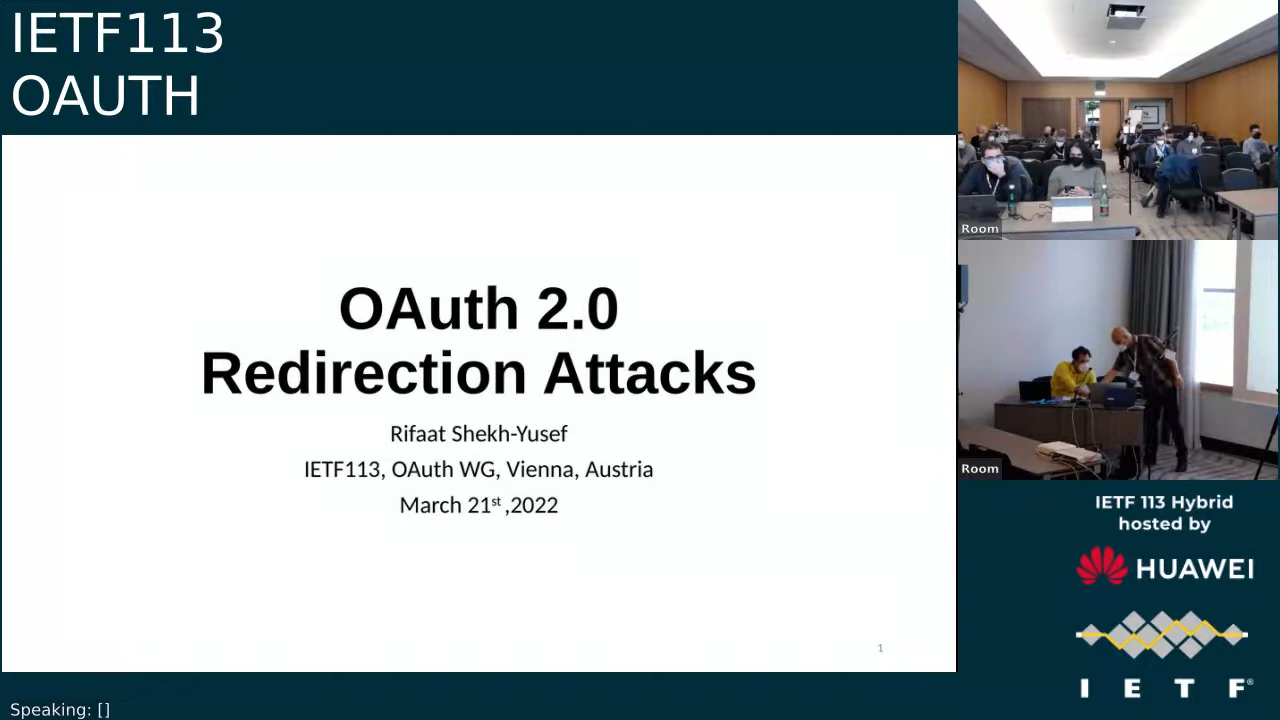 IETF113
OAUTH
OAuth 2.0
Redirection Attacks
Rifaat Shekh-Yusef
IETF113, OAuth WG, Vienna, Austria
March 21st ,2022
1
Speaking: []
Room
Room
IETF 113 Hybrid
hosted by
HUAWEI
I E T F®